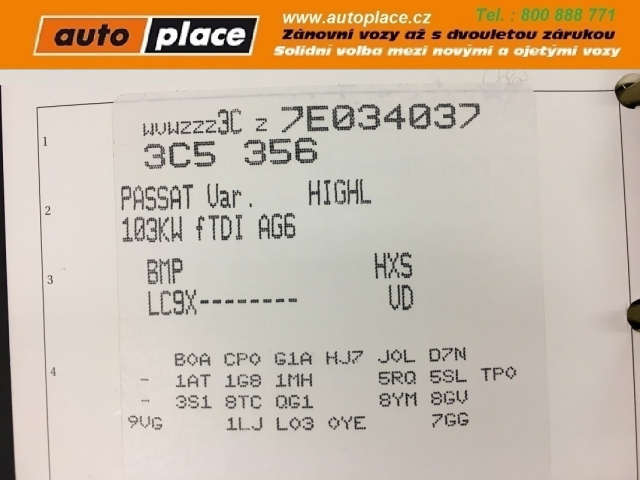 auto place
www.autoplace.cz
Tel. : 800 888 771
Zánovní vozy až s dvouletou zárukou
Solidní volba mezi novými a ojetými vozy
1
WVWZZZ3C Z 7E034037
3C5 356
2
PASSAT Var. HIGHL
103KW fTDI AG6
3
BMP HXS
LC9X-------- VD
4
BOA CPO G1A HJ7 JOL D7N
- 1AT 1G8 1MH 5RQ 5SL TPO
- 3S1 8TC QG1 8YM 8GV
9VG 1LJ LO3 OYE 7GG